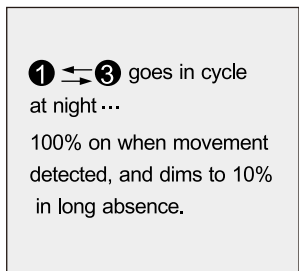 ❶ ⇆ ❸ goes in cycle
at night ···
100% on when movement
detected, and dims to 10%
in long absence.